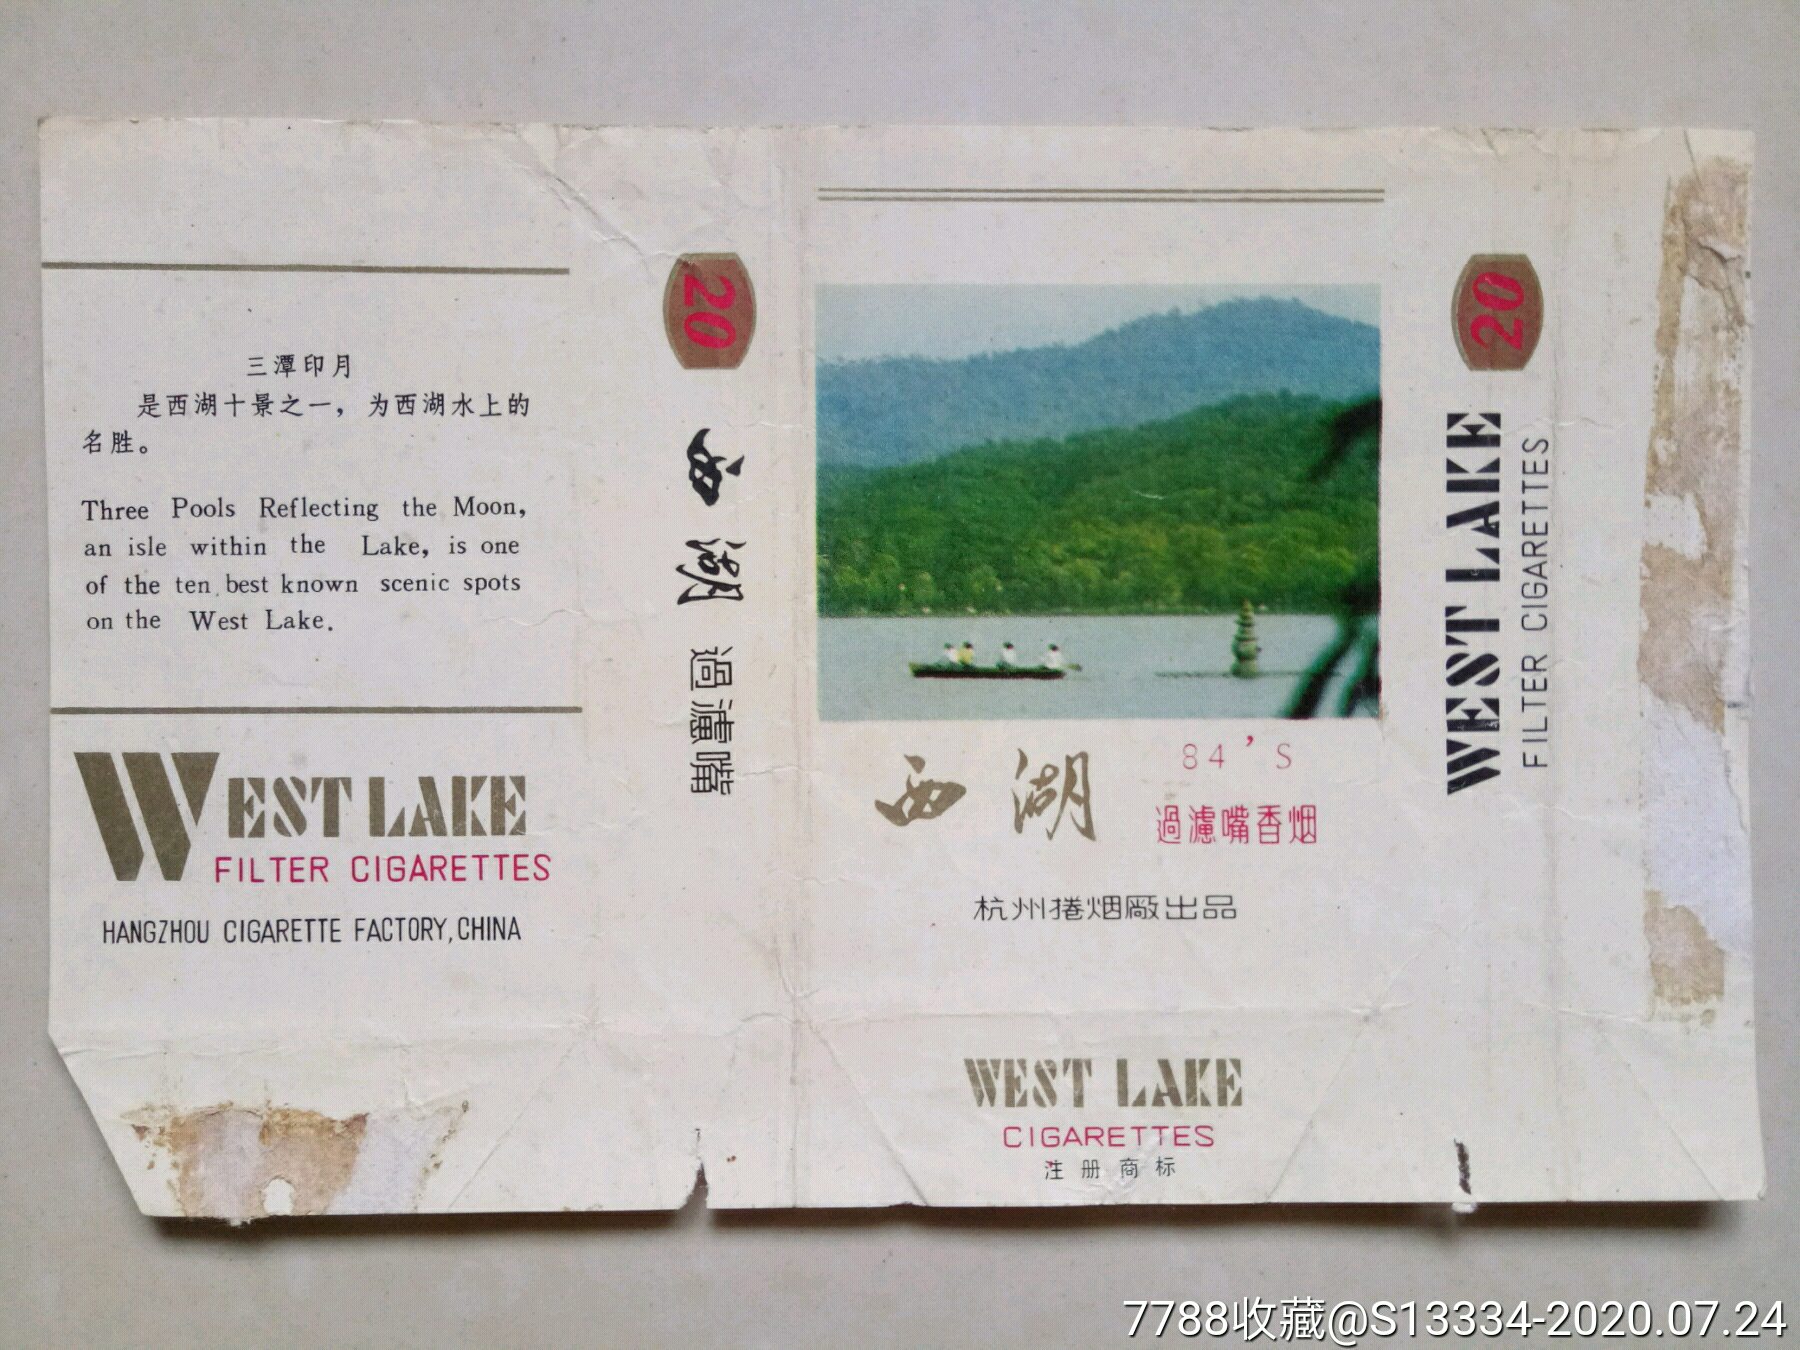 三潭印月
是西湖十景之一，为西湖水上的
名胜。
Three Pools Reflecting the Moon,
an isle within the Lake, is one
of the ten best known scenic spots
on the West Lake.
WEST LAKE
FILTER CIGARETTES
HANGZHOU CIGARETTE FACTORY, CHINA
20
西湖 過濾嘴
西湖
84'S
過濾嘴香烟
杭州捲烟廠出品
WEST LAKE
CIGARETTES
注册商标
20
WEST LAKE
FILTER CIGARETTES
7788收藏@S13334-2020.07.24